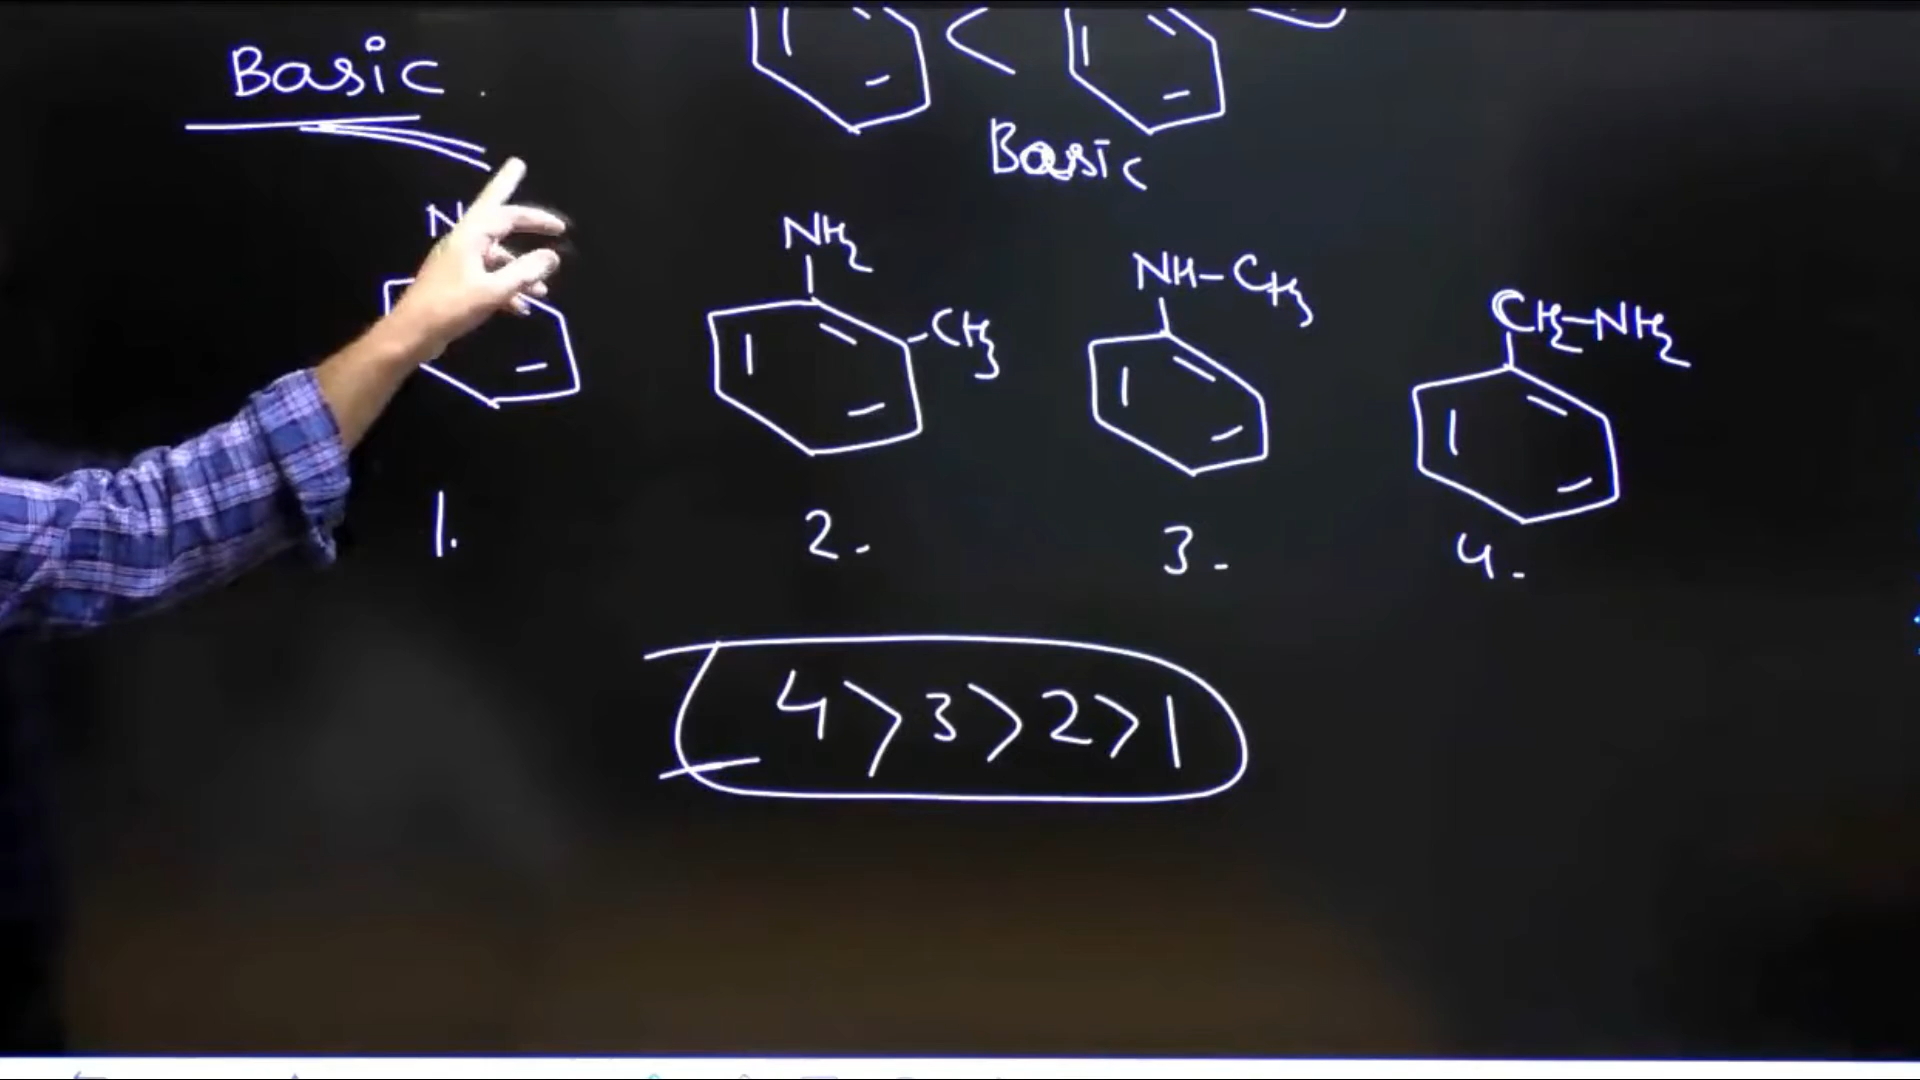 Basic
Basic
NH2
CH3
NH-CH3
CH2-NH2
1.
2.
3.
4.
4>3>2>1